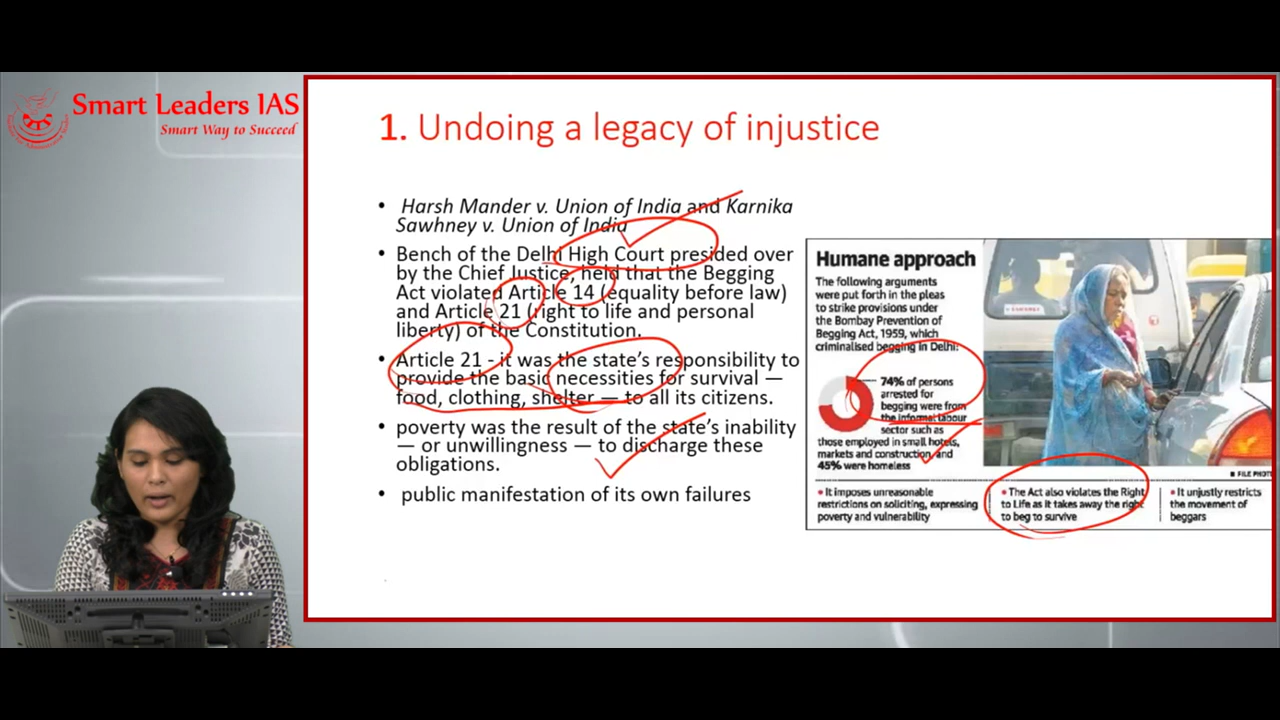 Smart Leaders IAS
Smart Way to Succeed
1. Undoing a legacy of injustice
• Harsh Mander v. Union of India and Karnika
Sawhney v. Union of India
• Bench of the Delhi High Court presided over
by the Chief Justice, held that the Begging
Act violated Article 14 (equality before law)
and Article 21 (right to life and personal
liberty) of the Constitution.
• Article 21 - it was the state’s responsibility to
provide the basic necessities for survival —
food, clothing, shelter — to all its citizens.
• poverty was the result of the state’s inability
— or unwillingness — to discharge these
obligations.
• public manifestation of its own failures
Humane approach
The following arguments
were put forth in the pleas
to strike provisions under
the Bombay Prevention of
Begging Act, 1959, which
criminalised begging in Delhi:
74% of persons
arrested for
begging were from
the informal labour
sector such as
those employed in small hotels,
markets and construction, and
45% were homeless
■ FILE PHOTO
• It imposes unreasonable
restrictions on soliciting, expressing
poverty and vulnerability
• The Act also violates the Right
to Life as it takes away the right
to beg to survive
• It unjustly restricts
the movement of
beggars